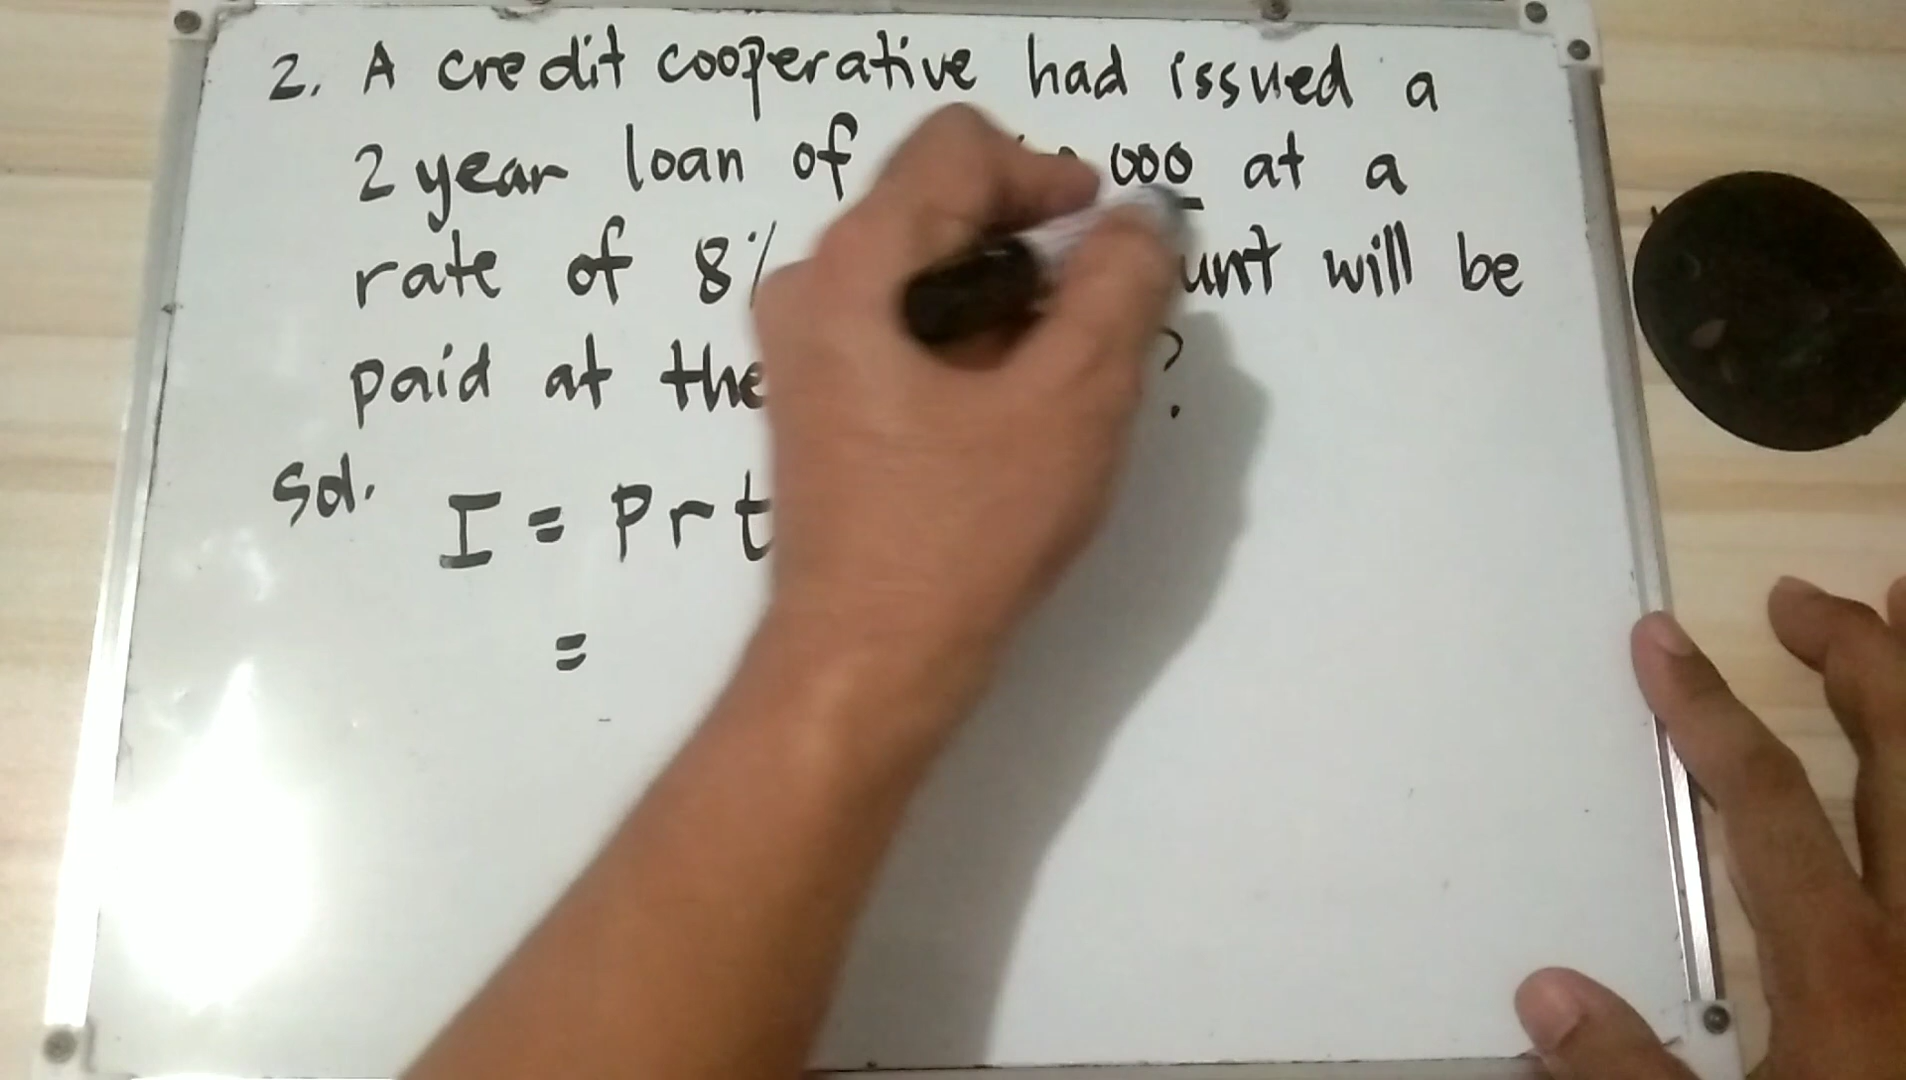 2. A credit cooperative had issued a
2 year loan of 000 at a
rate of 8% will be
paid at the ?
Sol. I = Prt
=